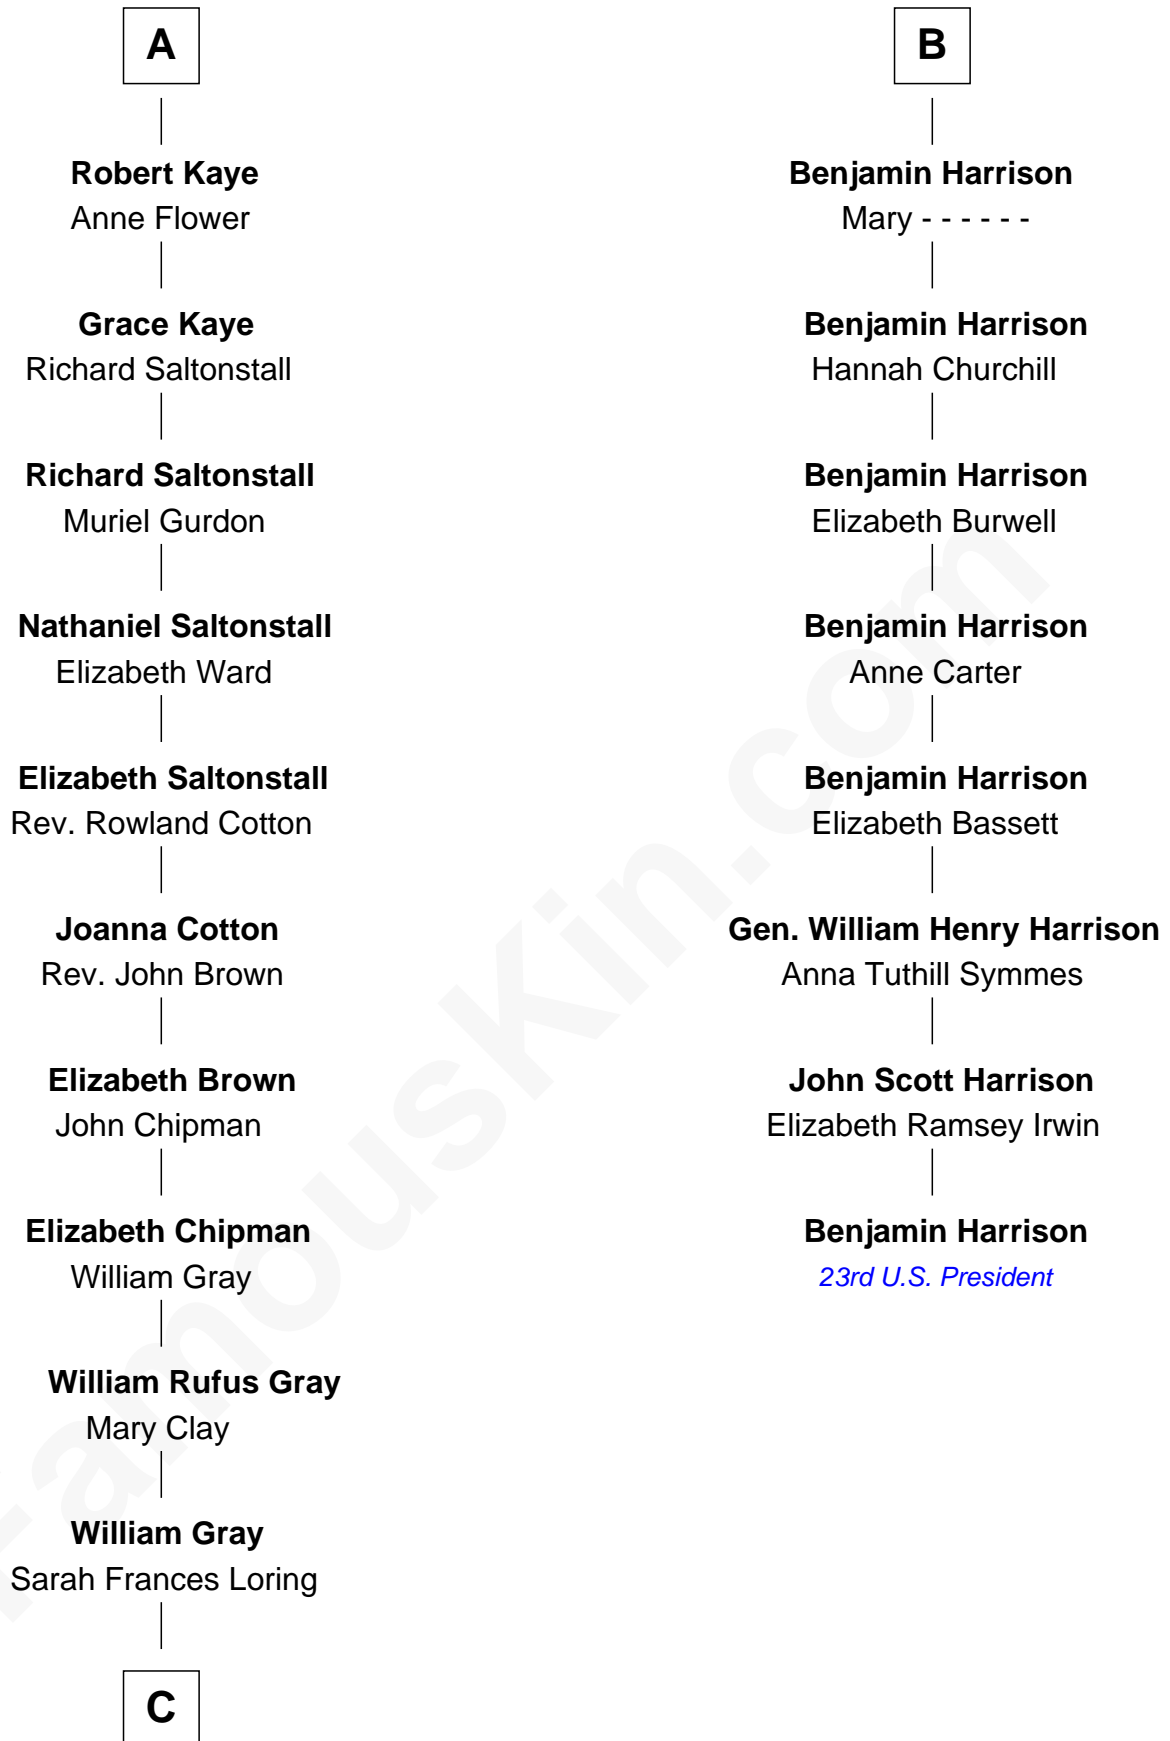 A
Robert Kaye
Anne Flower
Grace Kaye
Richard Saltonstall
Richard Saltonstall
Muriel Gurdon
Nathaniel Saltonstall
Elizabeth Ward
Elizabeth Saltonstall
Rev. Rowland Cotton
Joanna Cotton
Rev. John Brown
Elizabeth Brown
John Chipman
Elizabeth Chipman
William Gray
William Rufus Gray
Mary Clay
William Gray
Sarah Frances Loring
C
B
Benjamin Harrison
Mary - - - - - -
Benjamin Harrison
Hannah Churchill
Benjamin Harrison
Elizabeth Burwell
Benjamin Harrison
Anne Carter
Benjamin Harrison
Elizabeth Bassett
Gen. William Henry Harrison
Anna Tuthill Symmes
John Scott Harrison
Elizabeth Ramsey Irwin
Benjamin Harrison
23rd U.S. President
FamousKin.com